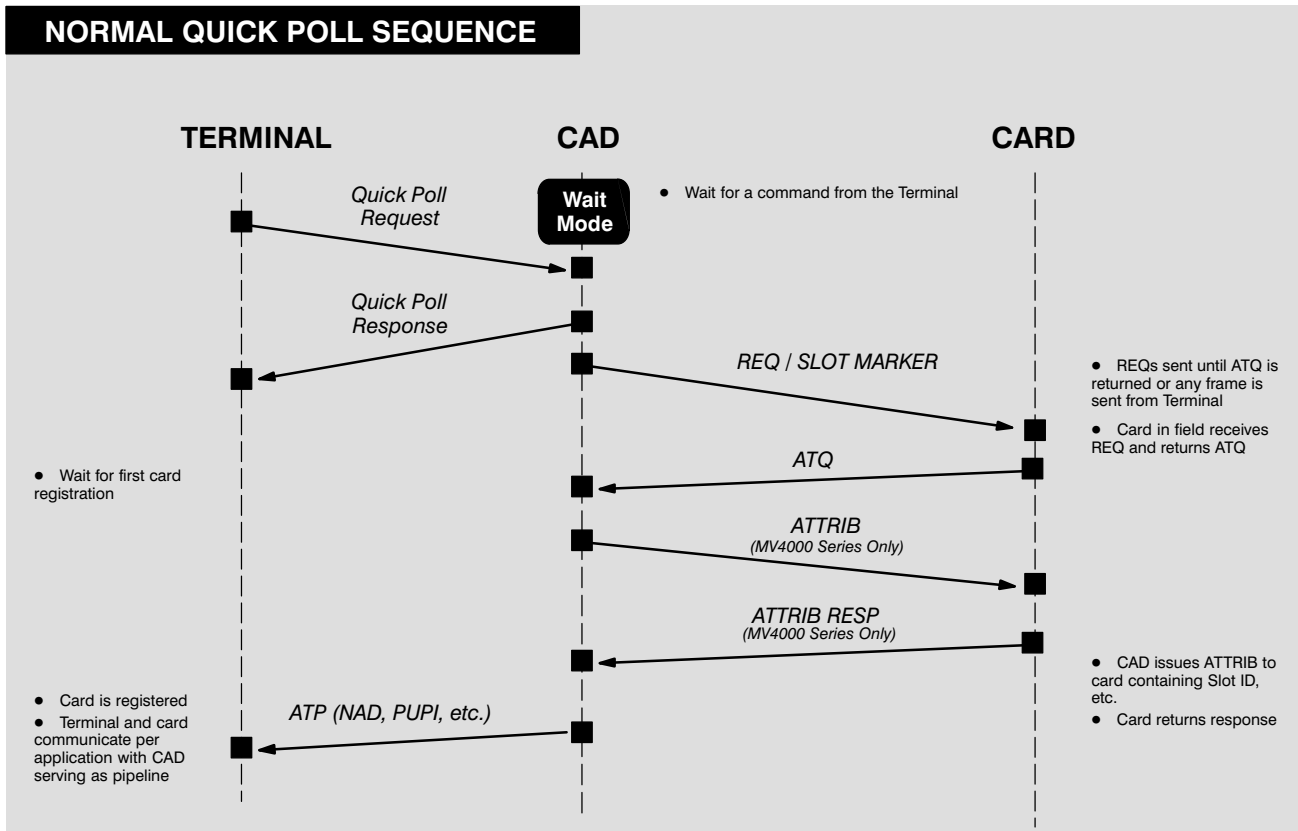 NORMAL QUICK POLL SEQUENCE
TERMINAL
CAD
CARD
Wait
Mode
● Wait for a command from the Terminal
Quick Poll
Request
Quick Poll
Response
REQ / SLOT MARKER
● REQs sent until ATQ is
returned or any frame is
sent from Terminal
● Card in field receives
REQ and returns ATQ
ATQ
● Wait for first card
registration
ATTRIB
(MV4000 Series Only)
ATTRIB RESP
(MV4000 Series Only)
● CAD issues ATTRIB to
card containing Slot ID,
etc.
● Card returns response
● Card is registered
● Terminal and card
communicate per
application with CAD
serving as pipeline
ATP (NAD, PUPI, etc.)